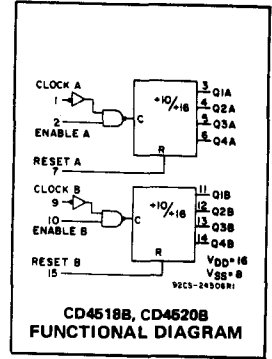 CLOCK A
1
2
ENABLE A
C
÷10/÷16
R
3 Q1A
4 Q2A
5 Q3A
6 Q4A
RESET A
7
CLOCK B
9
10
ENABLE B
C
÷10/÷16
R
11 Q1B
12 Q2B
13 Q3B
14 Q4B
RESET B
15
VDD=16
VSS=8
92CS-24506R1
CD4518B, CD4520B
FUNCTIONAL DIAGRAM